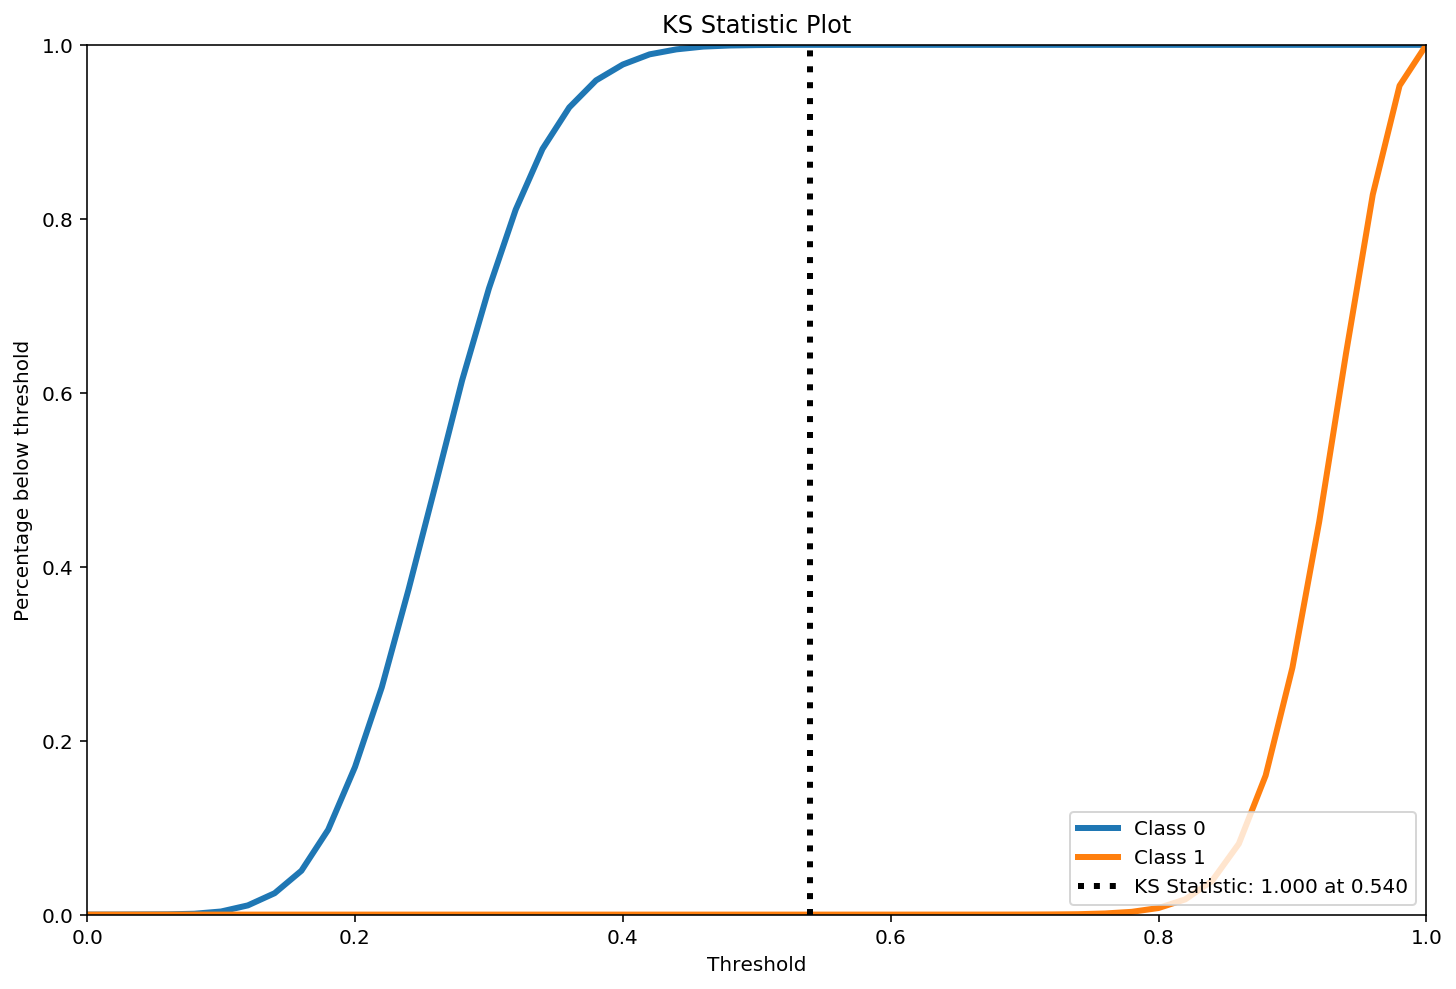 KS Statistic Plot
Percentage below threshold
1.0
0.8
0.6
0.4
0.2
0.0
0.0 0.2 0.4 0.6 0.8 1.0
Threshold
Class 0
Class 1
KS Statistic: 1.000 at 0.540